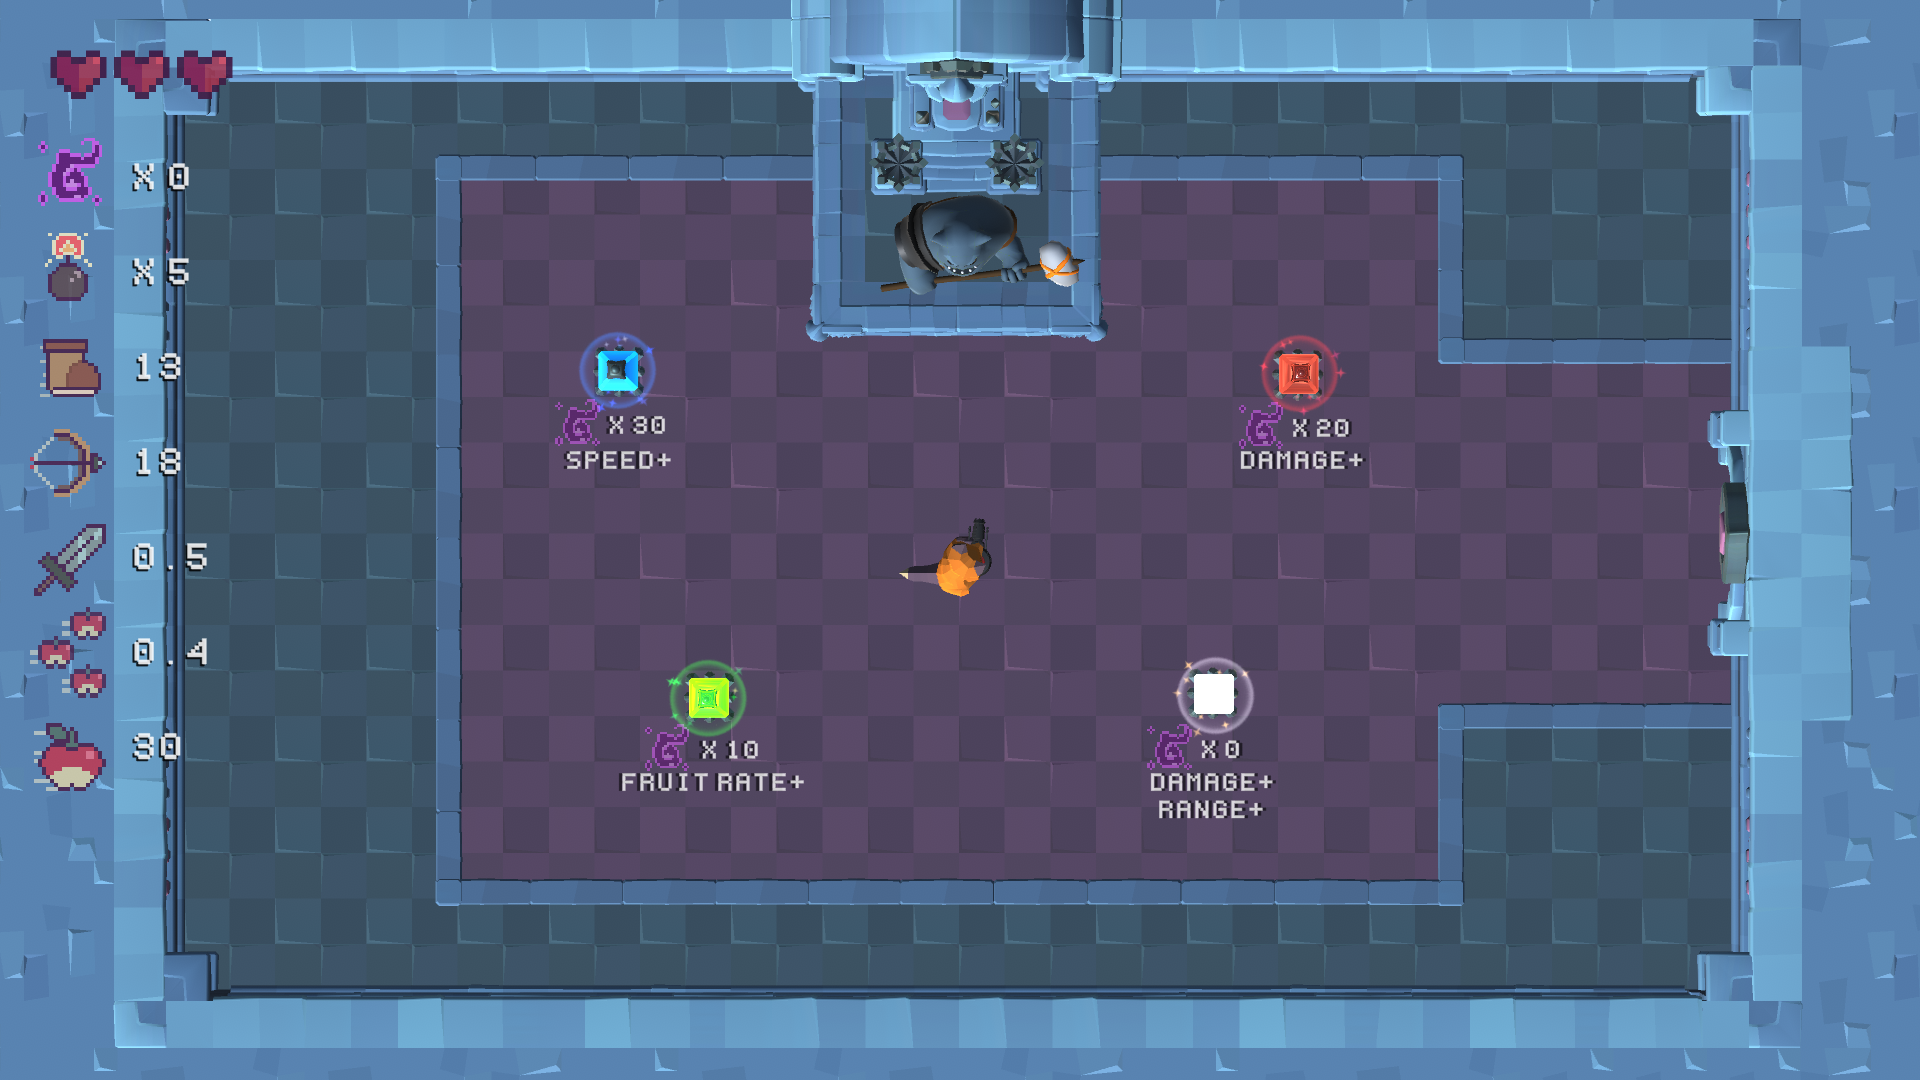 X 0
X 5
13
18
0.5
0.4
30
X 30
SPEED+
X 20
DAMAGE+
X 10
FRUIT RATE+
X 0
DAMAGE+
RANGE+